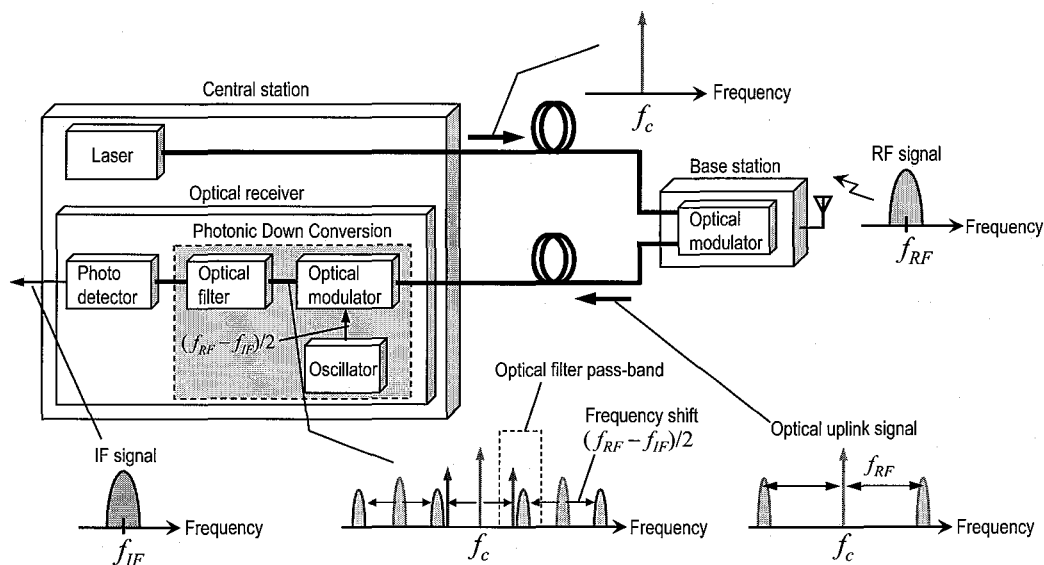 Central station
Laser
Frequency
f_c
Base station
RF signal
Optical modulator
Frequency
f_RF
Optical receiver
Photonic Down Conversion
Photo detector
Optical filter
Optical modulator
(f_RF − f_IF)/2
Oscillator
Optical filter pass-band
Frequency shift
(f_RF − f_IF)/2
Optical uplink signal
IF signal
Frequency
f_IF
Frequency
f_c
f_RF
Frequency
f_c